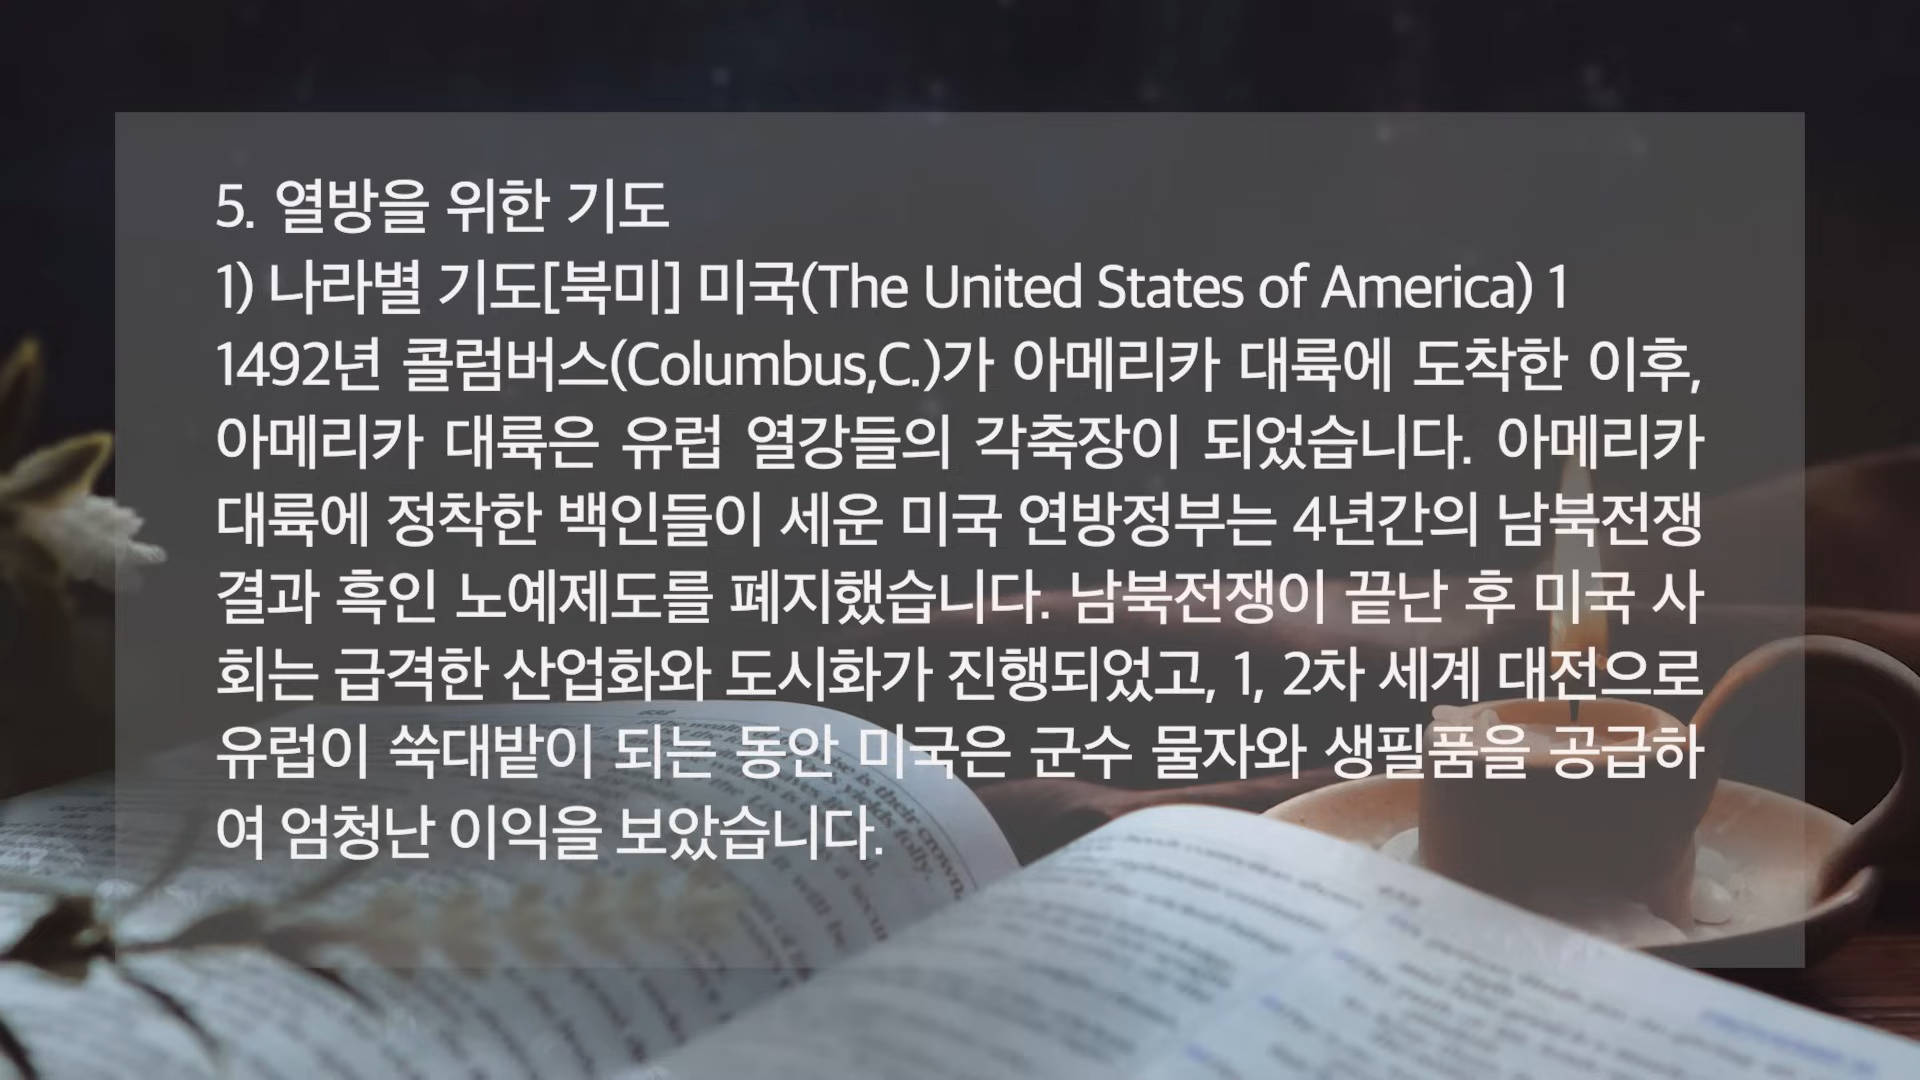 5. 열방을 위한 기도
1) 나라별 기도[북미] 미국(The United States of America) 1
1492년 콜럼버스(Columbus,C.)가 아메리카 대륙에 도착한 이후,
아메리카 대륙은 유럽 열강들의 각축장이 되었습니다. 아메리카
대륙에 정착한 백인들이 세운 미국 연방정부는 4년간의 남북전쟁
결과 흑인 노예제도를 폐지했습니다. 남북전쟁이 끝난 후 미국 사
회는 급격한 산업화와 도시화가 진행되었고, 1, 2차 세계 대전으로
유럽이 쑥대밭이 되는 동안 미국은 군수 물자와 생필품을 공급하
여 엄청난 이익을 보았습니다.